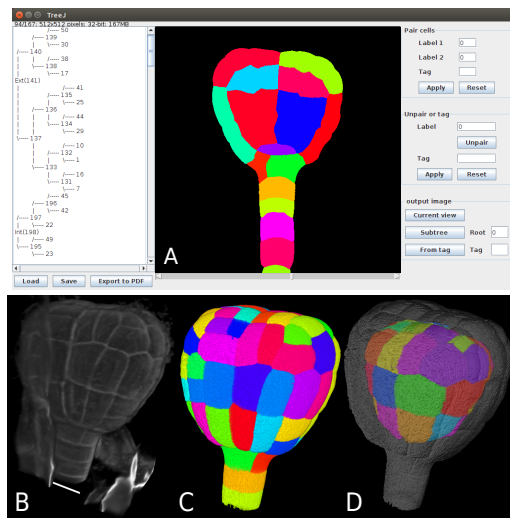 TreeJ
94/167; 512x512 pixels; 32-bit; 167MB
/----- 50
/----- 139
| \----- 30
/----- 140
| | /----- 38
| \----- 138
| \----- 17
Ext(141)
| /----- 41
| /----- 135
| | \----- 25
| /----- 136
| | | /----- 44
| | \----- 134
| | \----- 29
\----- 137
| /----- 10
| /----- 132
| | \----- 1
\----- 133
| /----- 16
\----- 131
\----- 7
/----- 45
/----- 196
| \----- 42
/----- 197
| \----- 22
Int(198)
| /----- 49
\----- 195
\----- 23
Load Save Export to PDF
A
Pair cells
Label 1 0
Label 2 0
Tag
Apply Reset
Unpair or tag
Label 0
Unpair
Tag
Apply Reset
output image
Current view
Subtree Root 0
From tag Tag
B C D